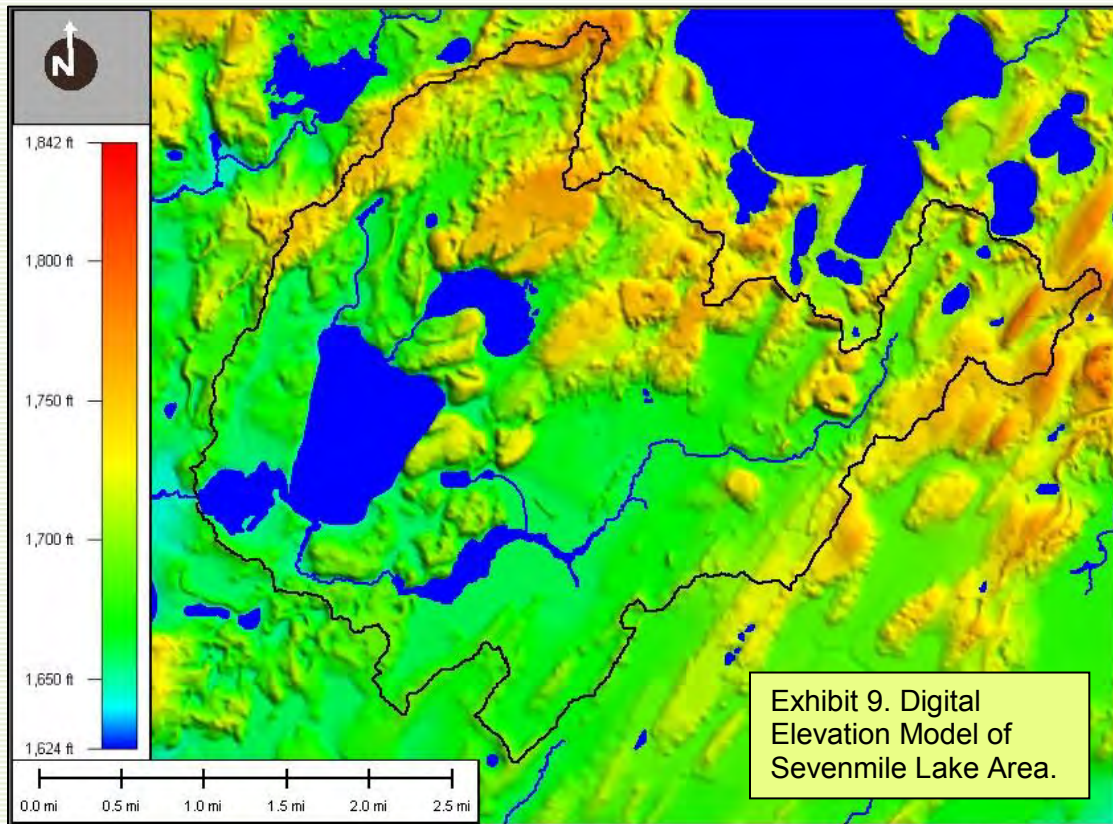 N
1,842 ft
1,800 ft
1,750 ft
1,700 ft
1,650 ft
1,624 ft
0.0 mi 0.5 mi 1.0 mi 1.5 mi 2.0 mi 2.5 mi
Exhibit 9. Digital
Elevation Model of
Sevenmile Lake Area.